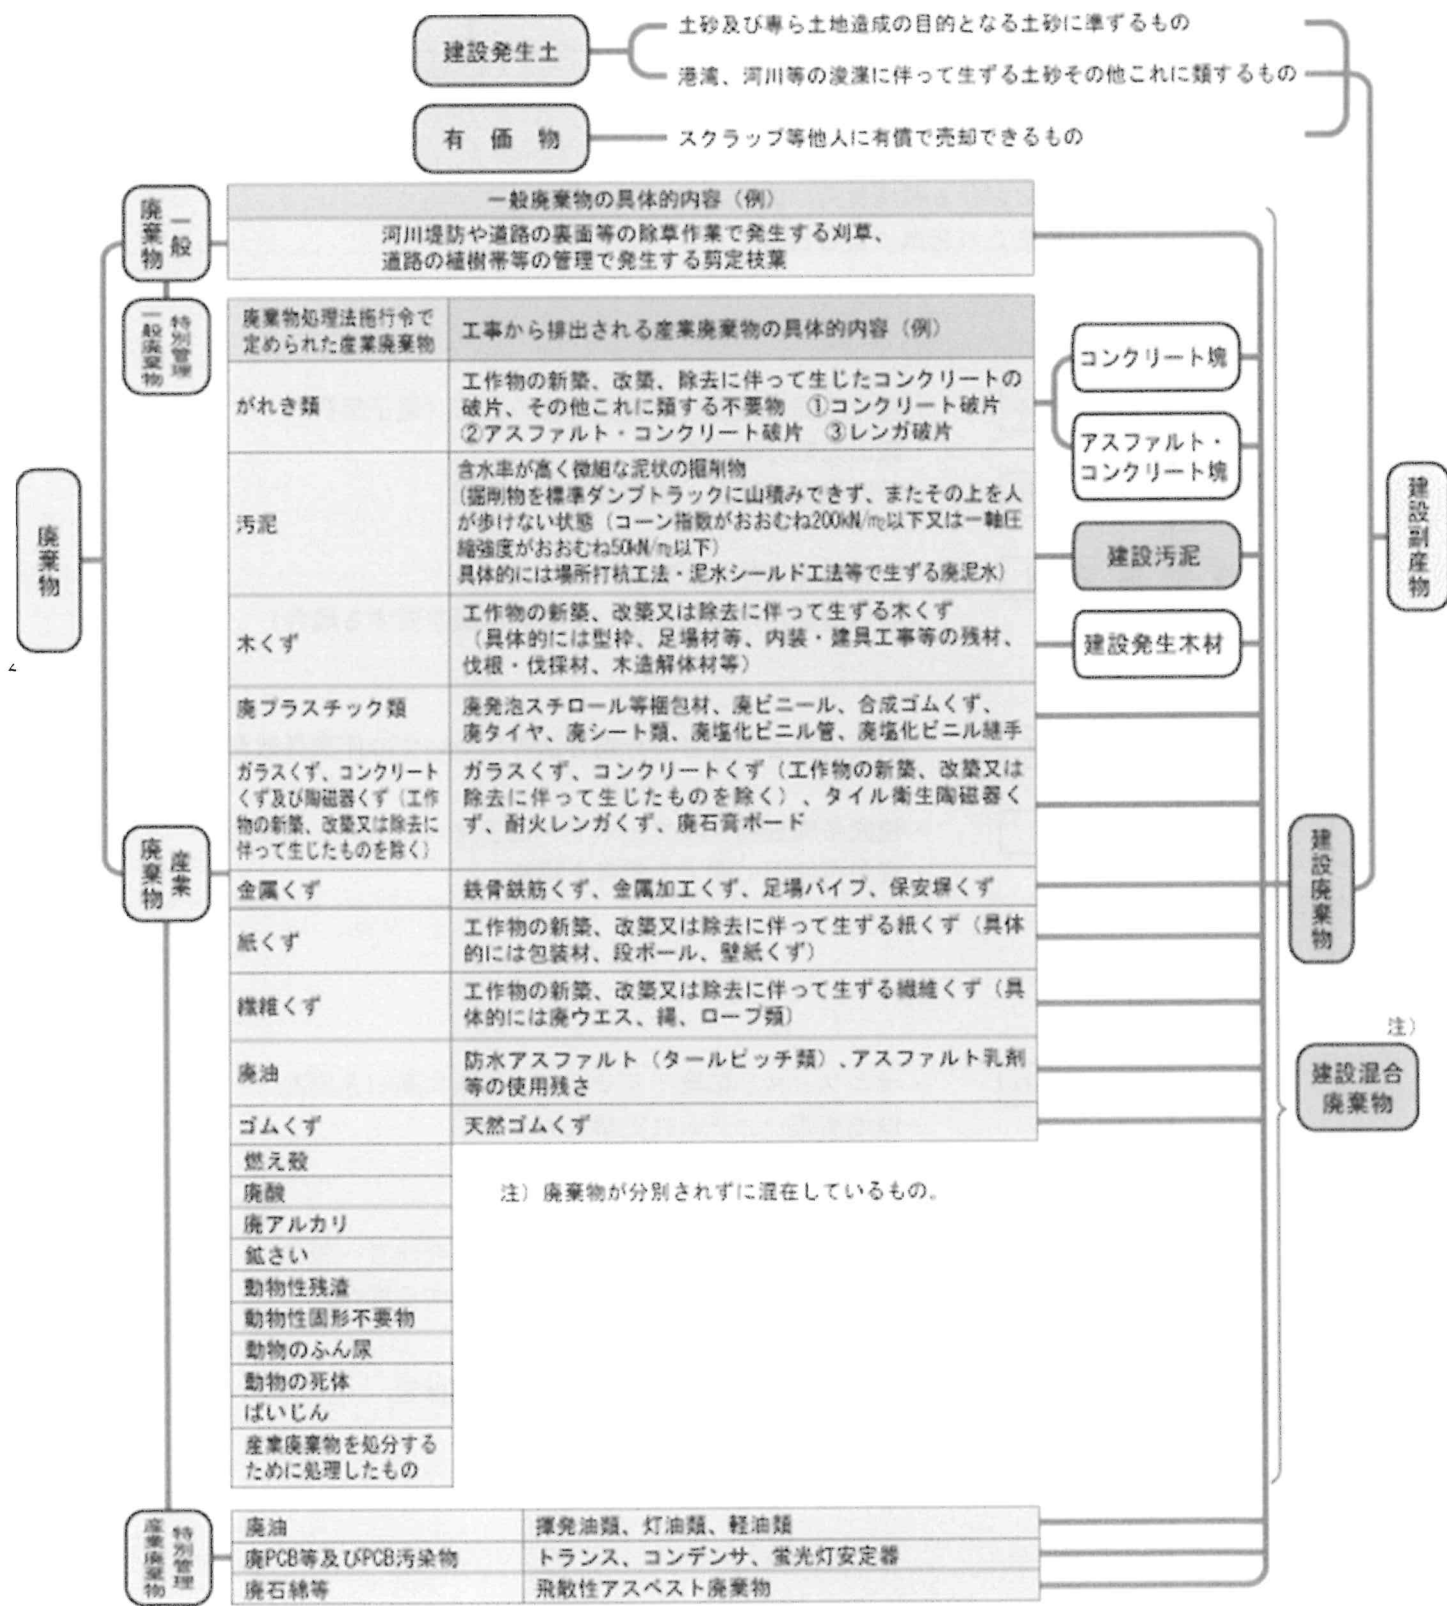 建設発生土
土砂及び専ら土地造成の目的となる土砂に準ずるもの
港湾、河川等の浚渫に伴って生ずる土砂その他これに類するもの
有価物
スクラップ等他人に有償で売却できるもの
一般
廃棄物
一般廃棄物の具体的内容（例）
河川堤防や道路の裏面等の除草作業で発生する刈草、
道路の植樹帯等の管理で発生する剪定枝葉
特別管理
一般廃棄物
廃棄物処理法施行令で
定められた産業廃棄物
工事から排出される産業廃棄物の具体的内容（例）
がれき類
工作物の新築、改築、除去に伴って生じたコンクリートの
破片、その他これに類する不要物　①コンクリート破片
②アスファルト・コンクリート破片　③レンガ破片
コンクリート塊
アスファルト・
コンクリート塊
汚泥
含水率が高く微細な泥状の掘削物
(掘削物を標準ダンプトラックに山積みできず、またその上を人
が歩けない状態（コーン指数がおおむね200kN/㎡以下又は一軸圧
縮強度がおおむね50kN/㎡以下）
具体的には場所打杭工法・泥水シールド工法等で生ずる廃泥水)
建設汚泥
木くず
工作物の新築、改築又は除去に伴って生ずる木くず
（具体的には型枠、足場材等、内装・建具工事等の残材、
伐根・伐採材、木造解体材等）
建設発生木材
廃棄物
4
建設副産物
廃プラスチック類
廃発泡スチロール等梱包材、廃ビニール、合成ゴムくず、
廃タイヤ、廃シート類、廃塩化ビニル管、廃塩化ビニル継手
ガラスくず、コンクリート
くず及び陶磁器くず（工作
物の新築、改築又は除去に
伴って生じたものを除く）
ガラスくず、コンクリートくず（工作物の新築、改築又は
除去に伴って生じたものを除く）、タイル衛生陶磁器く
ず、耐火レンガくず、廃石膏ボード
産業
廃棄物
金属くず
鉄骨鉄筋くず、金属加工くず、足場パイプ、保安塀くず
建設廃棄物
紙くず
工作物の新築、改築又は除去に伴って生ずる紙くず（具体
的には包装材、段ボール、壁紙くず）
繊維くず
工作物の新築、改築又は除去に伴って生ずる繊維くず（具
体的には廃ウエス、縄、ロープ類）
注）
建設混合
廃棄物
廃油
防水アスファルト（タールピッチ類）、アスファルト乳剤
等の使用残さ
ゴムくず
天然ゴムくず
燃え殻
廃酸
注）廃棄物が分別されずに混在しているもの。
廃アルカリ
鉱さい
動物性残渣
動物性固形不要物
動物のふん尿
動物の死体
ばいじん
産業廃棄物を処分する
ために処理したもの
特別管理
産業廃棄物
廃油
揮発油類、灯油類、軽油類
廃PCB等及びPCB汚染物
トランス、コンデンサ、蛍光灯安定器
廃石綿等
飛散性アスベスト廃棄物